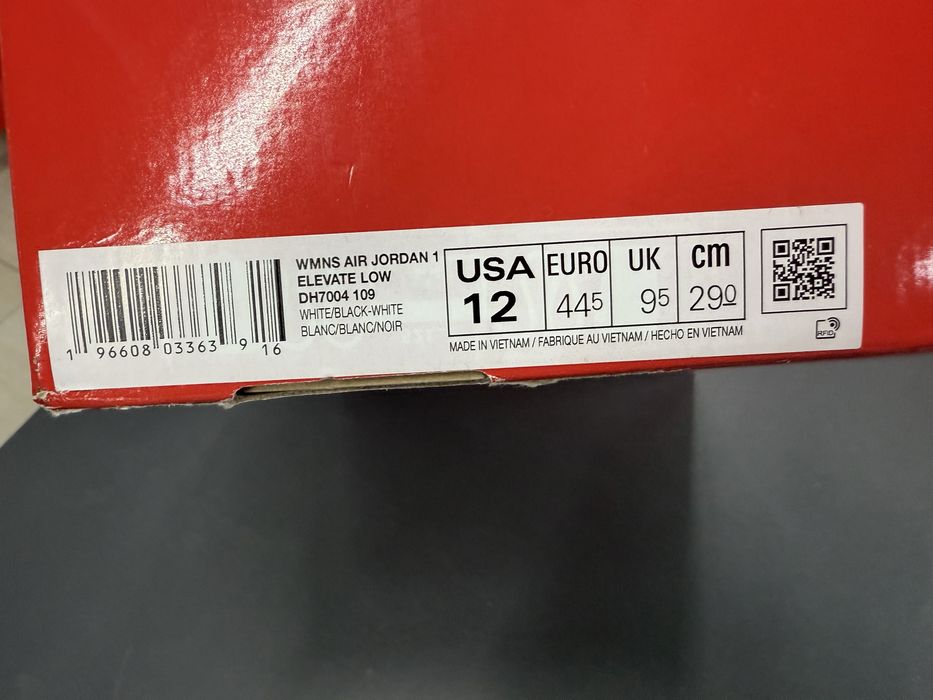 WMNS AIR JORDAN 1
ELEVATE LOW
DH7004 109
WHITE/BLACK-WHITE
BLANC/BLANC/NOIR
1 96608 03363 9 16
USA EURO UK cm
12 445 95 290
MADE IN VIETNAM / FABRIQUE AU VIETNAM / HECHO EN VIETNAM
RFID